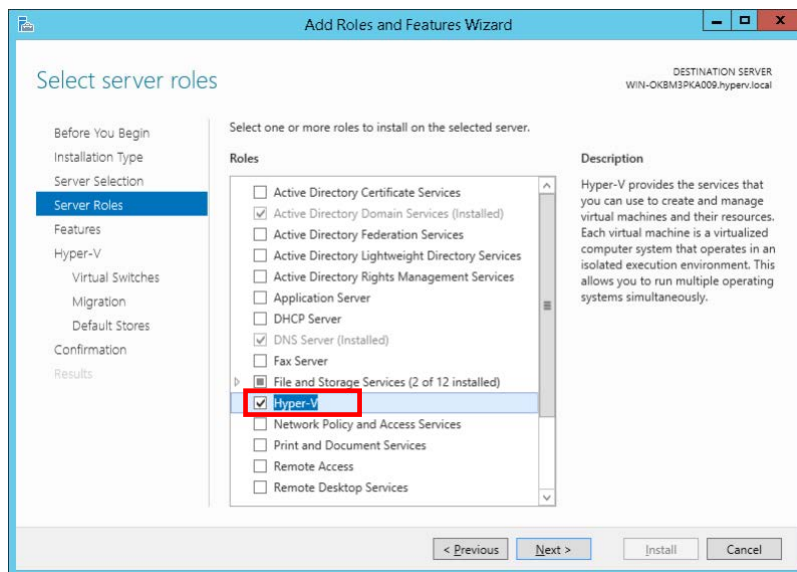 Add Roles and Features Wizard
Select server roles
DESTINATION SERVER
WIN-OKBM3PKA009.hyperv.local
Before You Begin
Installation Type
Server Selection
Server Roles
Features
Hyper-V
Virtual Switches
Migration
Default Stores
Confirmation
Results
Select one or more roles to install on the selected server.
Roles
Active Directory Certificate Services
Active Directory Domain Services (Installed)
Active Directory Federation Services
Active Directory Lightweight Directory Services
Active Directory Rights Management Services
Application Server
DHCP Server
DNS Server (Installed)
Fax Server
File and Storage Services (2 of 12 installed)
Hyper-V
Network Policy and Access Services
Print and Document Services
Remote Access
Remote Desktop Services
Description
Hyper-V provides the services that
you can use to create and manage
virtual machines and their resources.
Each virtual machine is a virtualized
computer system that operates in an
isolated execution environment. This
allows you to run multiple operating
systems simultaneously.
< Previous
Next >
Install
Cancel